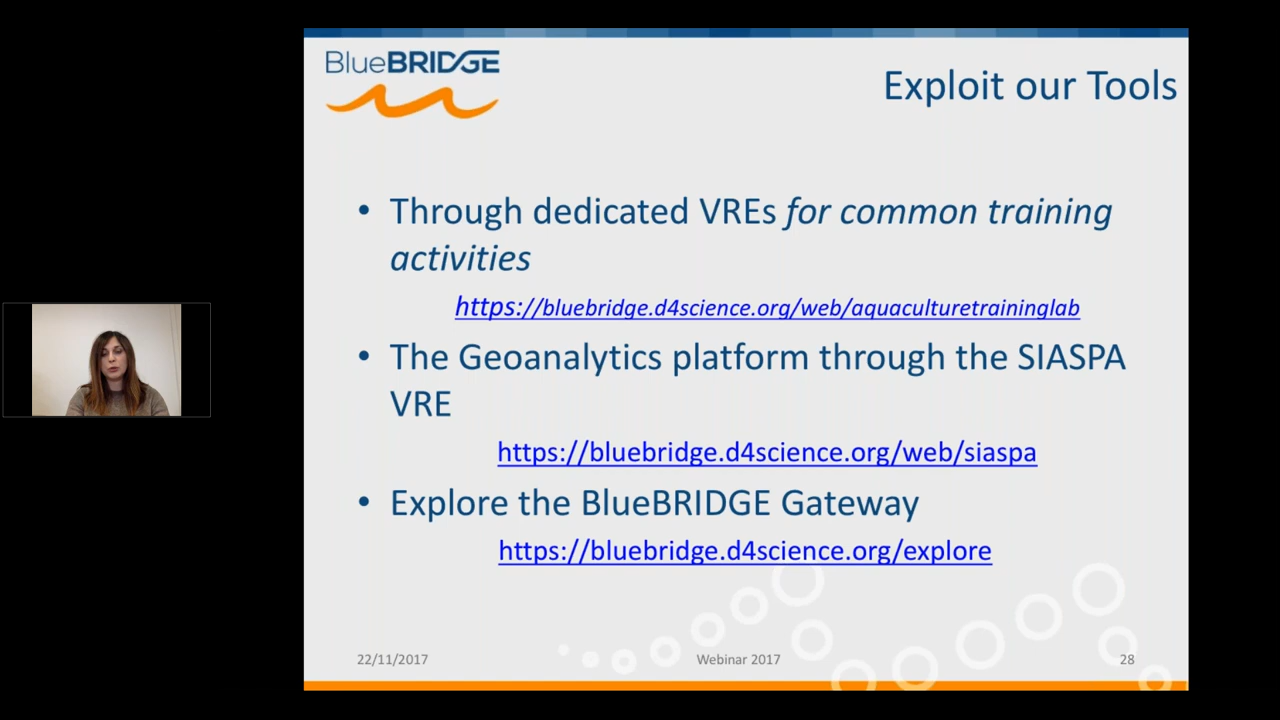 BlueBRIDGE
Exploit our Tools
• Through dedicated VREs for common training
activities
https://bluebridge.d4science.org/web/aquaculturetraininglab
• The Geoanalytics platform through the SIASPA
VRE
https://bluebridge.d4science.org/web/siaspa
• Explore the BlueBRIDGE Gateway
https://bluebridge.d4science.org/explore
22/11/2017
Webinar 2017
28